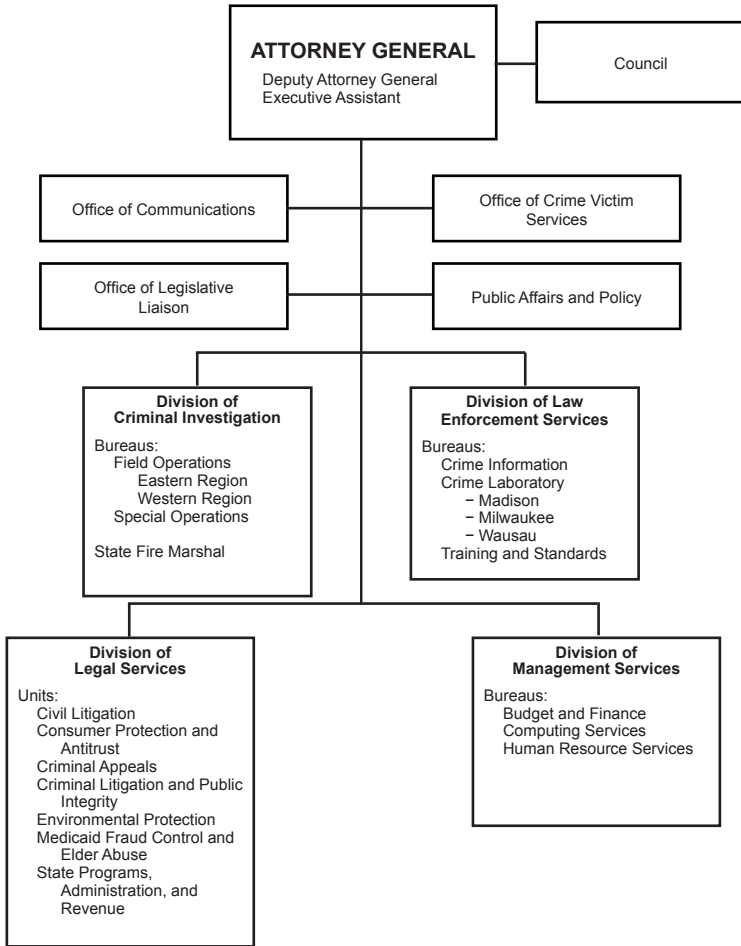 ATTORNEY GENERAL
Deputy Attorney General
Executive Assistant
Council
Office of Communications
Office of Crime Victim
Services
Office of Legislative
Liaison
Public Affairs and Policy
Division of
Criminal Investigation
Bureaus:
Field Operations
Eastern Region
Western Region
Special Operations
State Fire Marshal
Division of Law
Enforcement Services
Bureaus:
Crime Information
Crime Laboratory
− Madison
− Milwaukee
− Wausau
Training and Standards
Division of
Legal Services
Units:
Civil Litigation
Consumer Protection and
Antitrust
Criminal Appeals
Criminal Litigation and Public
Integrity
Environmental Protection
Medicaid Fraud Control and
Elder Abuse
State Programs,
Administration, and
Revenue
Division of
Management Services
Bureaus:
Budget and Finance
Computing Services
Human Resource Services